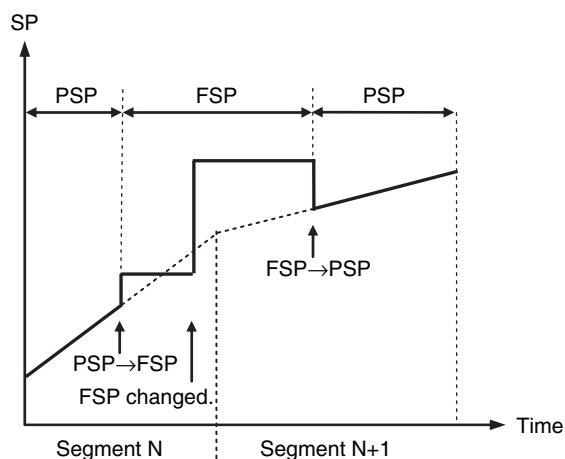 SP
PSP FSP PSP
FSP→PSP
PSP→FSP
FSP changed.
Time
Segment N Segment N+1